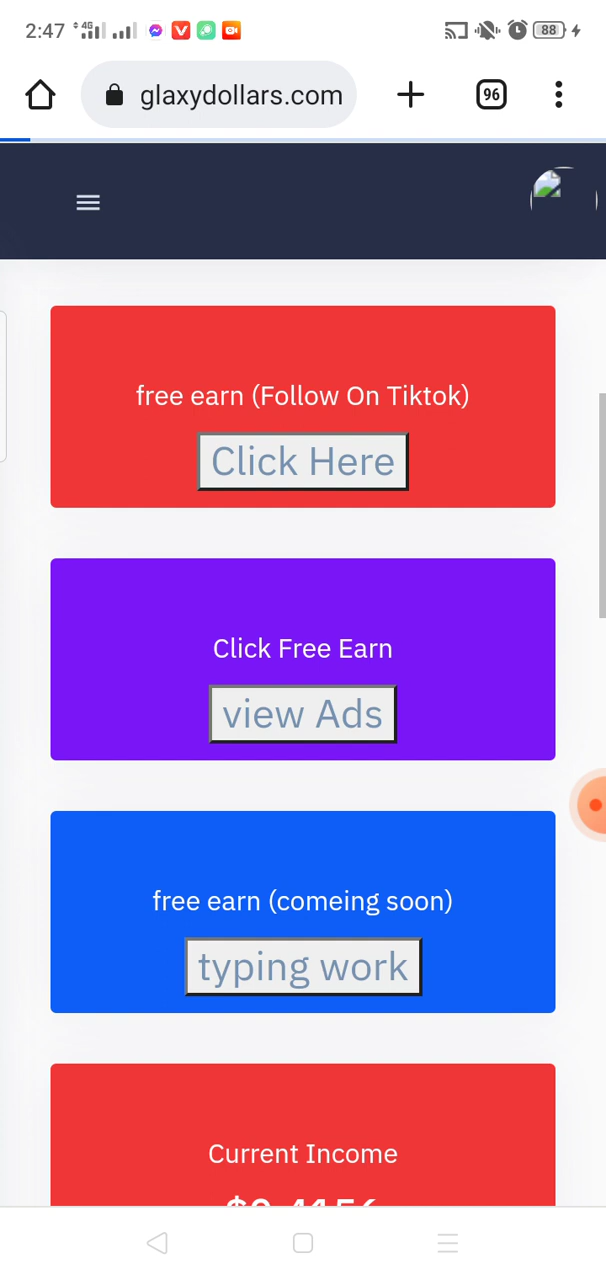 2:47 4G 88
glaxydollars.com 96
free earn (Follow On Tiktok)
Click Here
Click Free Earn
view Ads
free earn (comeing soon)
typing work
Current Income